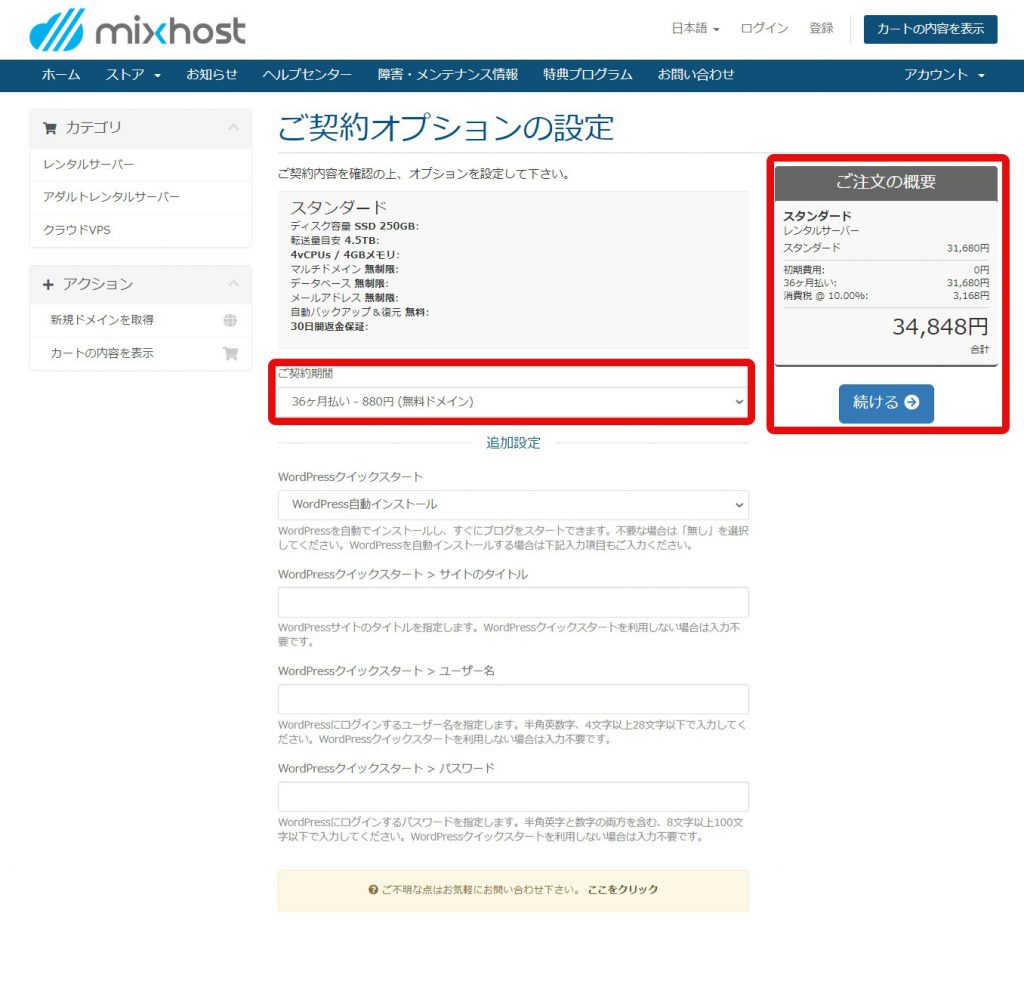 mixhost
日本語
ログイン
登録
カートの内容を表示
ホーム
ストア
お知らせ
ヘルプセンター
障害・メンテナンス情報
特典プログラム
お問い合わせ
アカウント
カテゴリ
レンタルサーバー
アダルトレンタルサーバー
クラウドVPS
アクション
新規ドメインを取得
カートの内容を表示
ご契約オプションの設定
ご契約内容を確認の上、オプションを設定して下さい。
スタンダード
ディスク容量 SSD 250GB:
転送量目安 4.5TB:
4vCPUs / 4GBメモリ:
マルチドメイン 無制限:
データベース 無制限:
メールアドレス 無制限:
自動バックアップ&復元 無料:
30日間返金保証:
ご契約期間
36ヶ月払い - 880円 (無料ドメイン)
追加設定
WordPressクイックスタート
WordPress自動インストール
WordPressを自動でインストールし、すぐにブログをスタートできます。不要な場合は「無し」を選択
してください。WordPressを自動インストールする場合は下記入力項目もご入力ください。
WordPressクイックスタート > サイトのタイトル
WordPressサイトのタイトルを指定します。WordPressクイックスタートを利用しない場合は入力不
要です。
WordPressクイックスタート > ユーザー名
WordPressにログインするユーザー名を指定します。半角英数字、4文字以上28文字以下で入力してく
ださい。WordPressクイックスタートを利用しない場合は入力不要です。
WordPressクイックスタート > パスワード
WordPressにログインするパスワードを指定します。半角英字と数字の両方を含む、8文字以上100文
字以下で入力してください。WordPressクイックスタートを利用しない場合は入力不要です。
ご不明な点はお気軽にお問い合わせ下さい。 ここをクリック
ご注文の概要
スタンダード
レンタルサーバー
スタンダード 31,680円
初期費用: 0円
36ヶ月払い: 31,680円
消費税 @ 10.00%: 3,168円
34,848円
合計
続ける